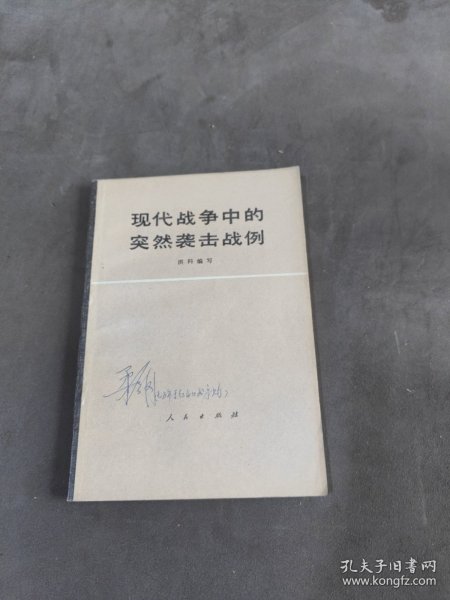 现代战争中的
突然袭击战例
洪科编写
人民出版社
孔夫子旧书网
www.kongfz.com